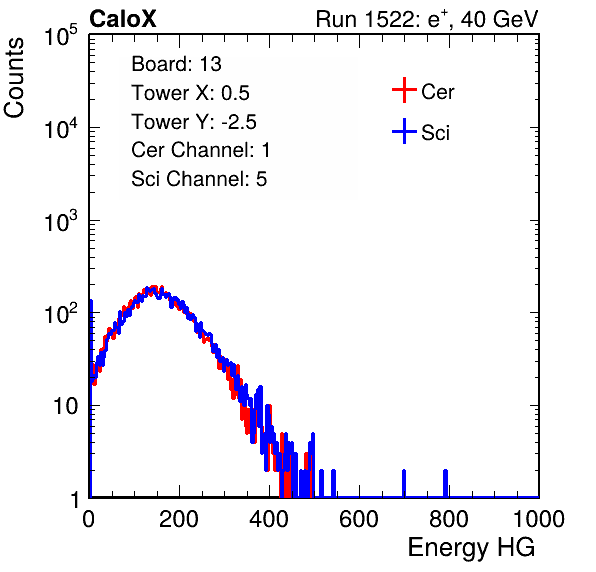 CaloX Run 1522: e⁺, 40 GeV
Counts
Board: 13
Tower X: 0.5
Tower Y: -2.5
Cer Channel: 1
Sci Channel: 5
Cer
Sci
10⁵
10⁴
10³
10²
10
1
0 200 400 600 800 1000
Energy HG